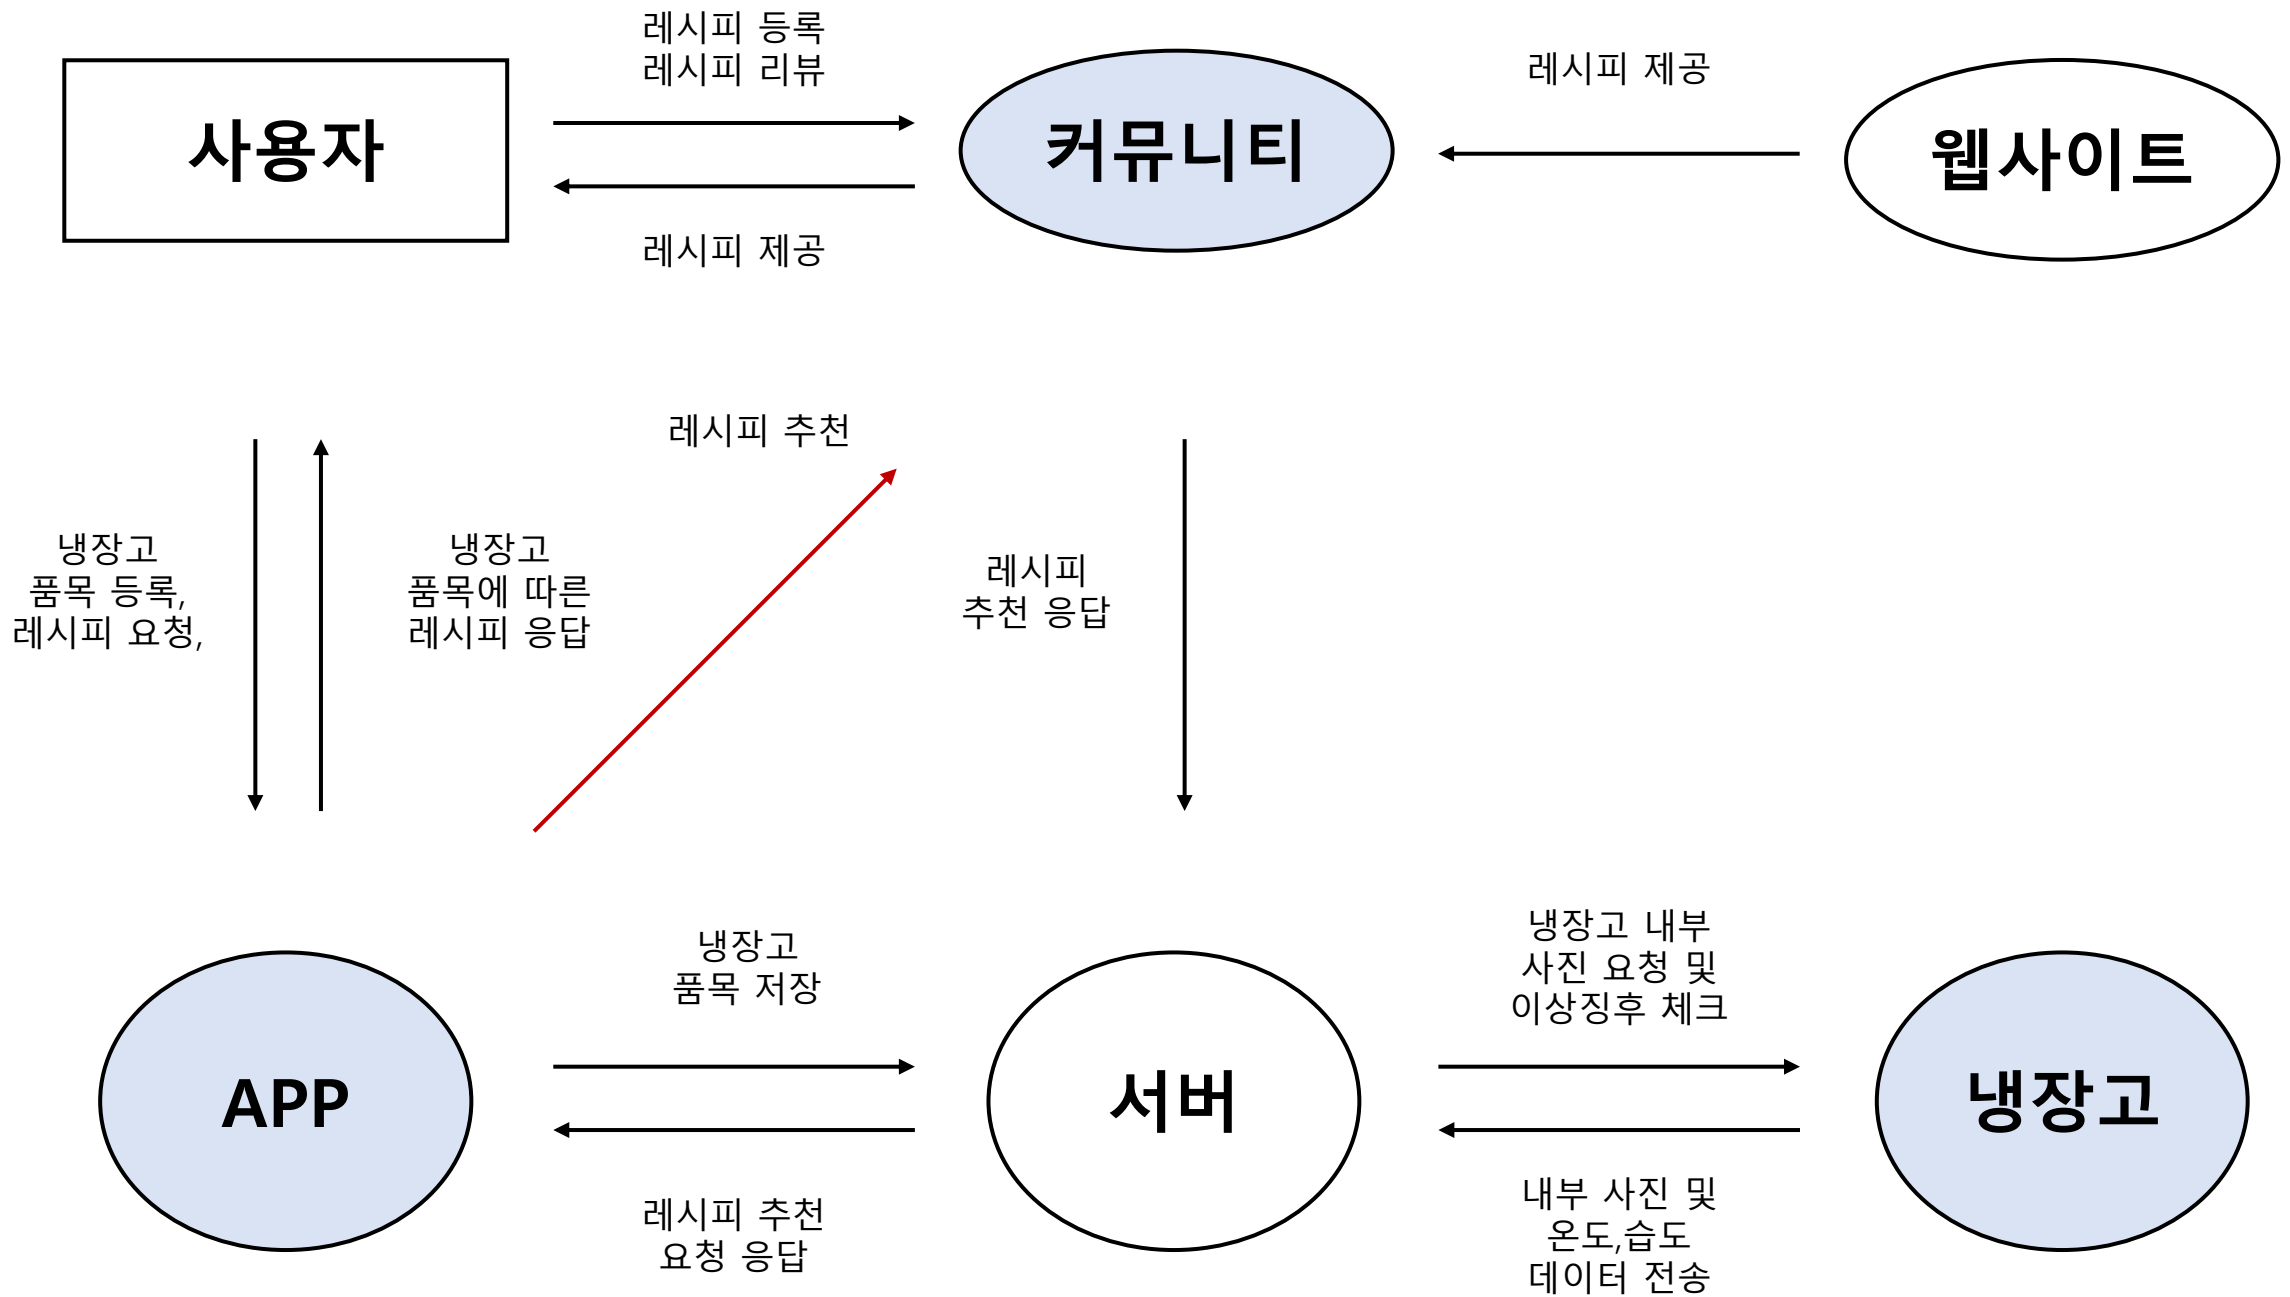 레시피 등록
레시피 리뷰
레시피 제공
사용자
커뮤니티
웹사이트
레시피 제공
레시피 추천
냉장고
품목 등록,
레시피 요청,
냉장고
품목에 따른
레시피 응답
레시피
추천 응답
냉장고
품목 저장
냉장고 내부
사진 요청 및
이상징후 체크
APP
서버
냉장고
레시피 추천
요청 응답
내부 사진 및
온도,습도
데이터 전송